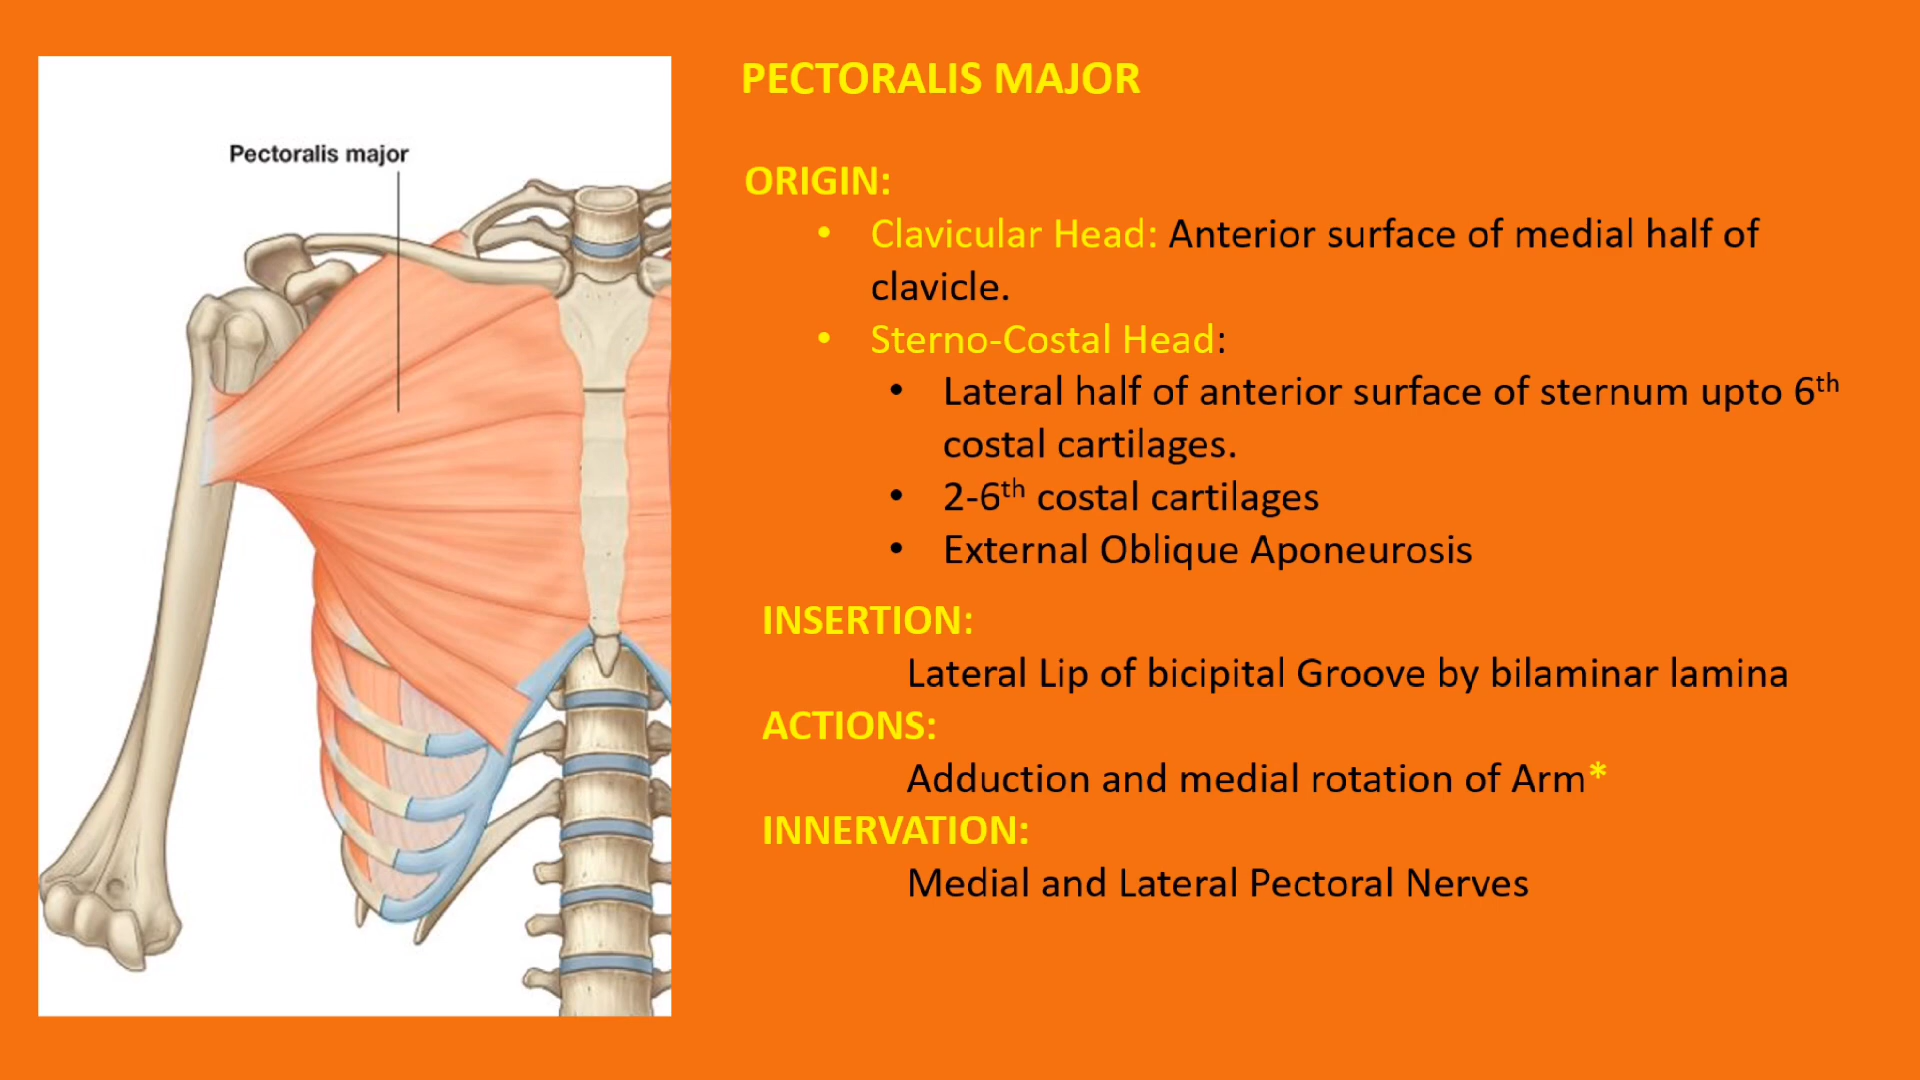 Pectoralis major
PECTORALIS MAJOR
ORIGIN:
• Clavicular Head: Anterior surface of medial half of
clavicle.
• Sterno-Costal Head:
• Lateral half of anterior surface of sternum upto 6th
costal cartilages.
• 2-6th costal cartilages
• External Oblique Aponeurosis
INSERTION:
Lateral Lip of bicipital Groove by bilaminar lamina
ACTIONS:
Adduction and medial rotation of Arm*
INNERVATION:
Medial and Lateral Pectoral Nerves